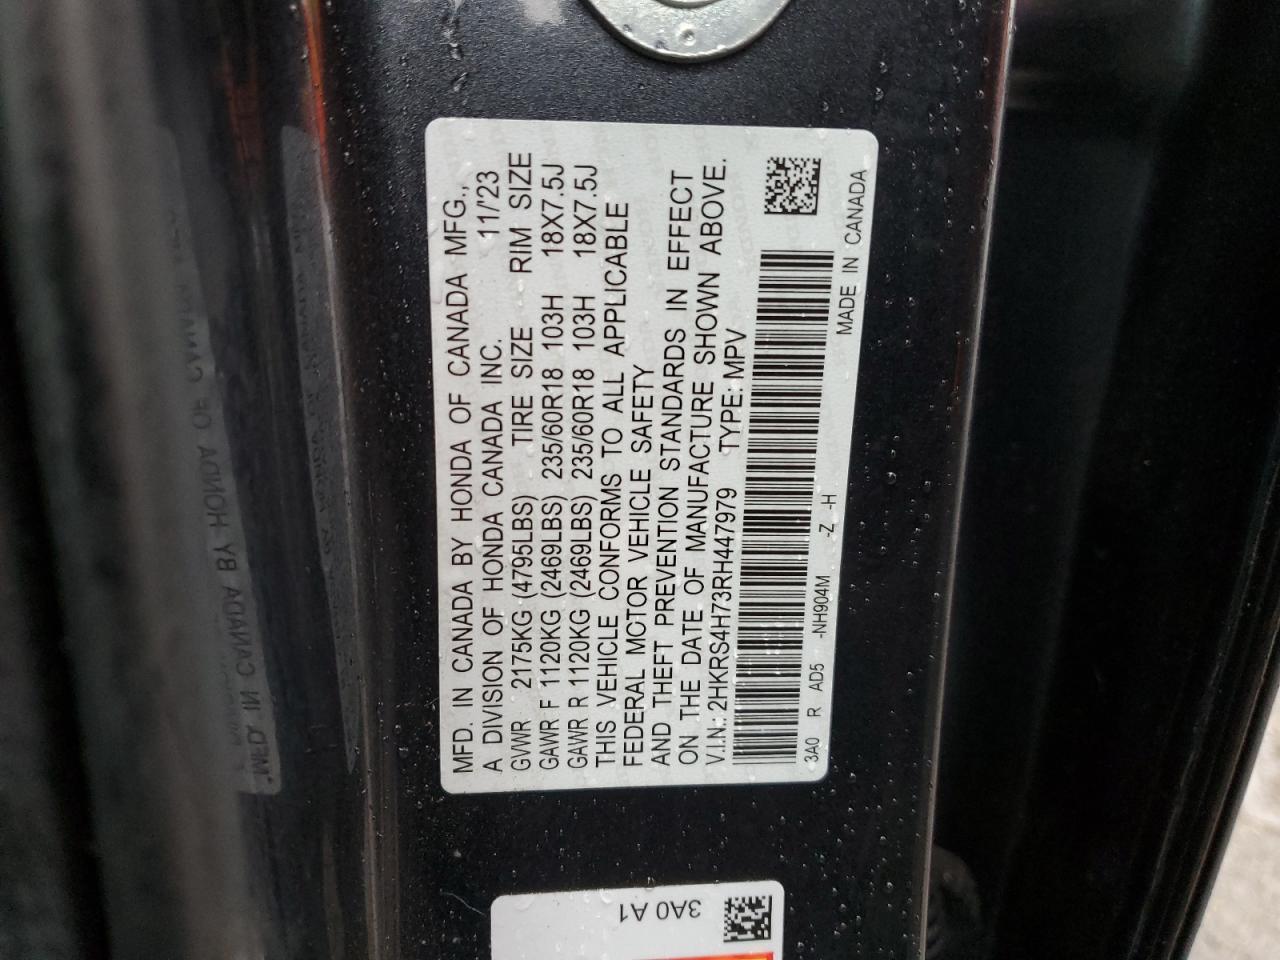 MFD. IN CANADA BY HONDA OF CANADA MFG.,
A DIVISION OF HONDA CANADA INC. 11/'23
GVWR 2175KG (4795LBS) TIRE SIZE RIM SIZE
GAWR F 1120KG (2469LBS) 235/60R18 103H 18X7.5J
GAWR R 1120KG (2469LBS) 235/60R18 103H 18X7.5J
THIS VEHICLE CONFORMS TO ALL APPLICABLE
FEDERAL MOTOR VEHICLE SAFETY
AND THEFT PREVENTION STANDARDS IN EFFECT
ON THE DATE OF MANUFACTURE SHOWN ABOVE.
V.I.N.: 2HKRS4H73RH447979 TYPE: MPV
3A0 R AD5 -NH904M -Z -H
MADE IN CANADA
3A0 A1